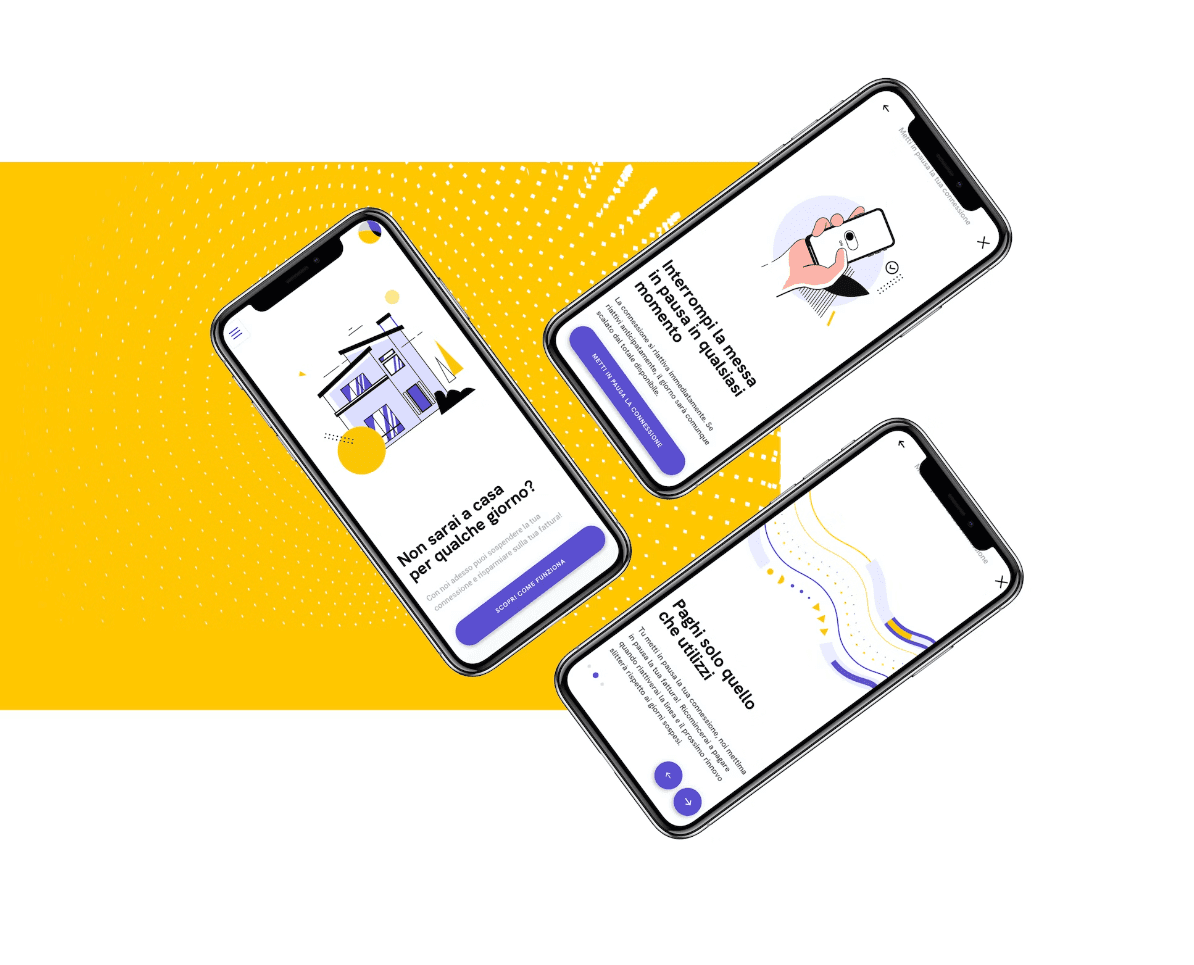 Non sarai a casa
per qualche giorno?
Con noi adesso puoi sospendere la tua
connessione e risparmiare sulla tua fattura!
SCOPRI COME FUNZIONA
Metti in pausa la tua connessione
Interrompi la messa
in pausa in qualsiasi
momento
La connessione si riattiva immediatamente. Se
riattivi anticipatamente, il giorno sarà comunque
scalato dal totale disponibile.
METTI IN PAUSA LA CONNESSIONE
Paghi solo quello
che utilizzi
Tu metti in pausa la tua connessione, noi mettima
in pausa la tua fattura! Ricomincerai a pagare
quando riattiverai la linea e il prossimo rinnovo
slitterà rispetto ai giorni sospesi.